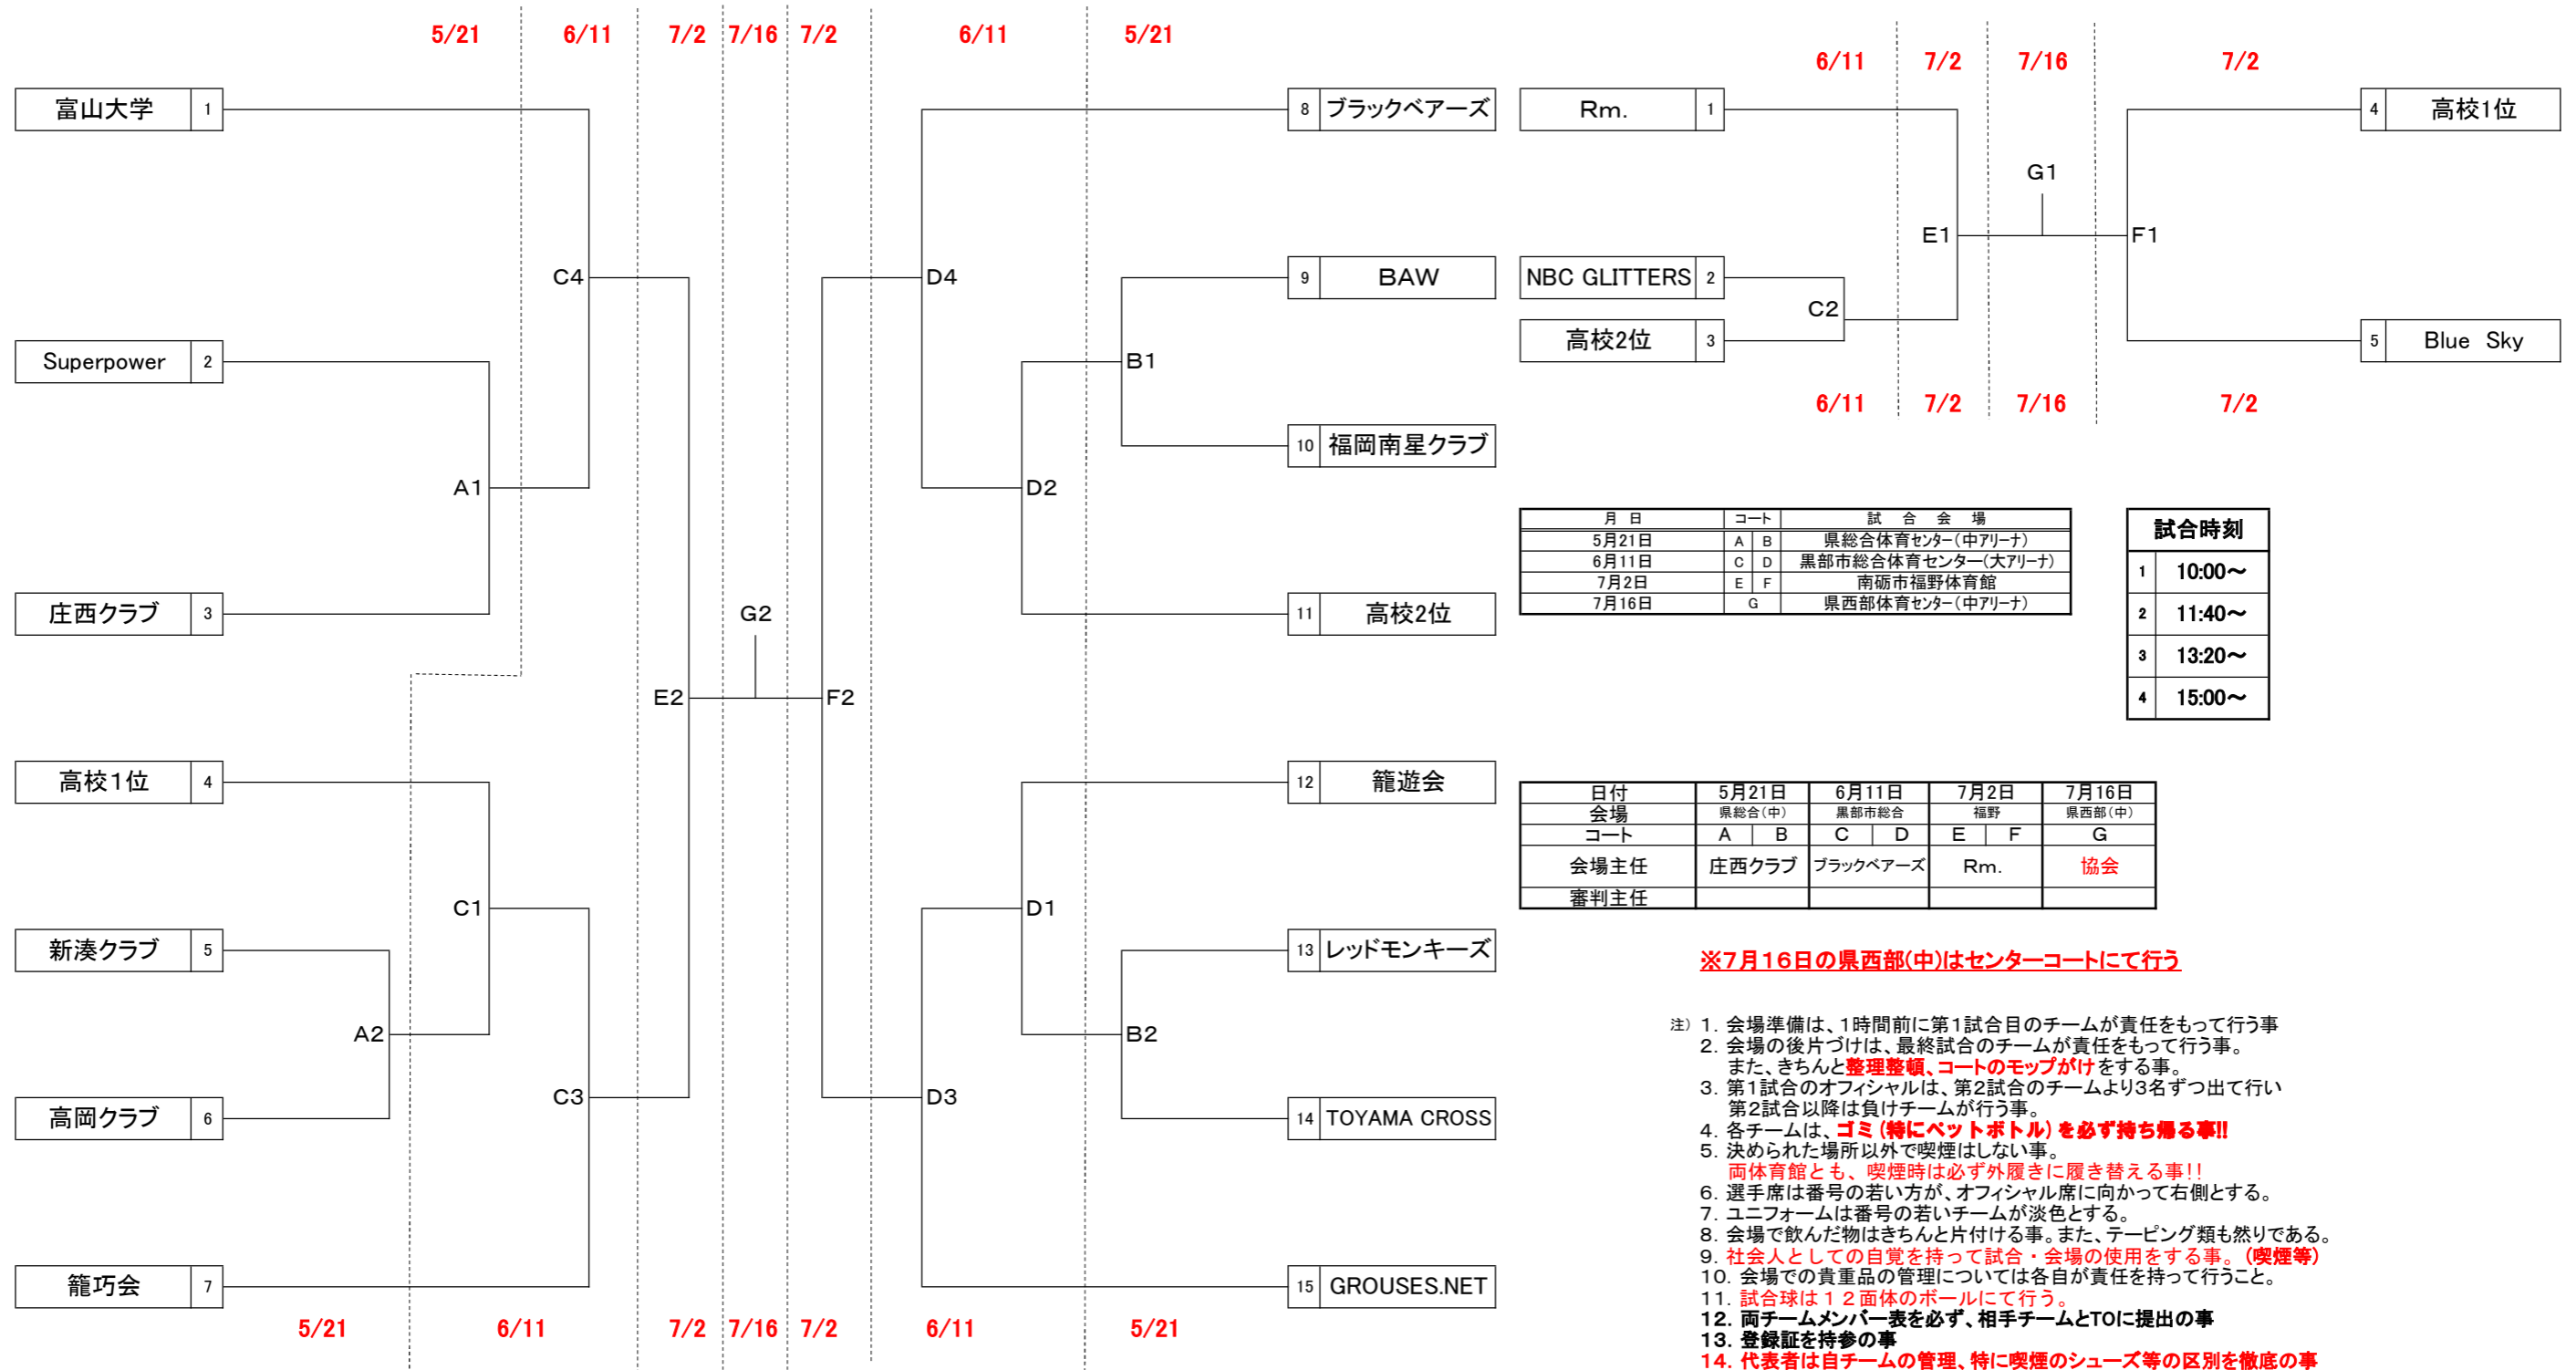 5/21 6/11 7/2 7/16 7/2 6/11 5/21
富山大学 1
Superpower 2
庄西クラブ 3
高校1位 4
新湊クラブ 5
高岡クラブ 6
籠巧会 7
C4
A1
C1
A2
C3
E2
G2
F2
D4
B1
D2
D1
B2
D3
8 ブラックベアーズ
9 BAW
10 福岡南星クラブ
11 高校2位
12 籠遊会
13 レッドモンキーズ
14 TOYAMA CROSS
15 GROUSES.NET
5/21 6/11 7/2 7/16 7/2 6/11 5/21
6/11 7/2 7/16 7/2
Rm. 1
NBC GLITTERS 2
高校2位 3
C2
E1
G1
F1
4 高校1位
5 Blue Sky
6/11 7/2 7/16 7/2
月 日 コート 試 合 会 場
5月21日 A B 県総合体育センター(中アリーナ)
6月11日 C D 黒部市総合体育センター(大アリーナ)
7月2日 E F 南砺市福野体育館
7月16日 G 県西部体育センター(中アリーナ)
試合時刻
1 10:00～
2 11:40～
3 13:20～
4 15:00～
日付 5月21日 6月11日 7月2日 7月16日
会場 県総合(中) 黒部市総合 福野 県西部(中)
コート A B C D E F G
会場主任 庄西クラブ ブラックベアーズ Rm. 協会
審判主任
※7月16日の県西部(中)はセンターコートにて行う
注) 1. 会場準備は、1時間前に第1試合目のチームが責任をもって行う事
2. 会場の後片づけは、最終試合のチームが責任をもって行う事。
また、きちんと整理整頓、コートのモップがけをする事。
3. 第1試合のオフィシャルは、第2試合のチームより3名ずつ出て行い
第2試合以降は負けチームが行う事。
4. 各チームは、ゴミ(特にペットボトル)を必ず持ち帰る事!!
5. 決められた場所以外で喫煙はしない事。
両体育館とも、喫煙時は必ず外履きに履き替える事!!
6. 選手席は番号の若い方が、オフィシャル席に向かって右側とする。
7. ユニフォームは番号の若いチームが淡色とする。
8. 会場で飲んだ物はきちんと片付ける事。また、テーピング類も然りである。
9. 社会人としての自覚を持って試合・会場の使用をする事。(喫煙等)
10. 会場での貴重品の管理については各自が責任を持って行うこと。
11. 試合球は12面体のボールにて行う。
12. 両チームメンバー表を必ず、相手チームとTOに提出の事
13. 登録証を持参の事
14. 代表者は自チームの管理、特に喫煙のシューズ等の区別を徹底の事